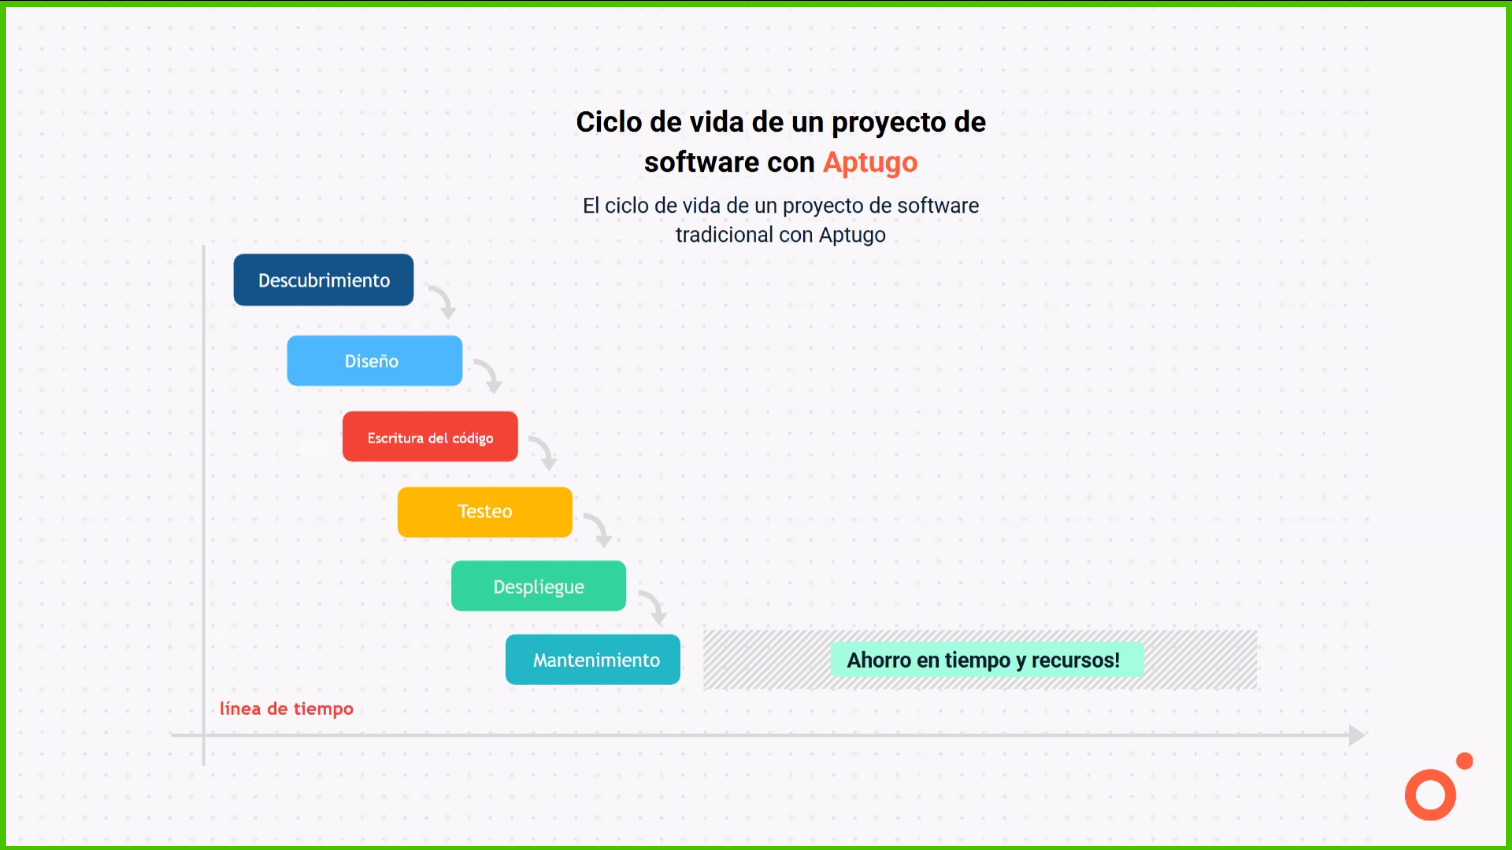 Ciclo de vida de un proyecto de
software con Aptugo
El ciclo de vida de un proyecto de software
tradicional con Aptugo
Descubrimiento
Diseño
Escritura del código
Testeo
Despliegue
Mantenimiento
Ahorro en tiempo y recursos!
línea de tiempo